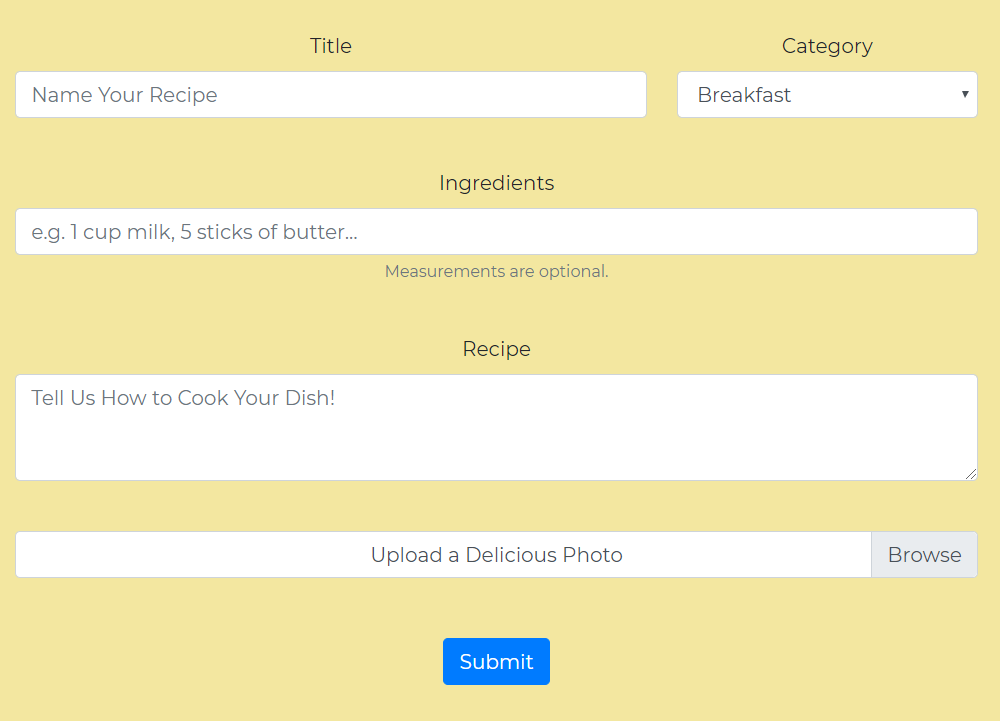 Title
Category
Name Your Recipe
Breakfast
Ingredients
e.g. 1 cup milk, 5 sticks of butter...
Measurements are optional.
Recipe
Tell Us How to Cook Your Dish!
Upload a Delicious Photo
Browse
Submit